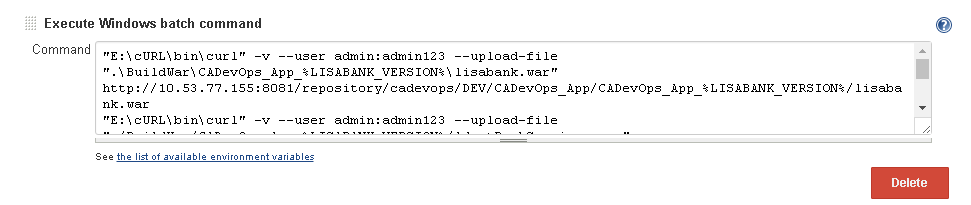 Execute Windows batch command
Command
"E:\cURL\bin\curl" -v --user admin:admin123 --upload-file
".\BuildWar\CADevOps_App_%LISABANK_VERSION%\lisabank.war"
http://10.53.77.155:8081/repository/cadevops/DEV/CADevOps_App/CADevOps_App_%LISABANK_VERSION%/lisaba
nk.war
"E:\cURL\bin\curl" -v --user admin:admin123 --upload-file
See the list of available environment variables
Delete